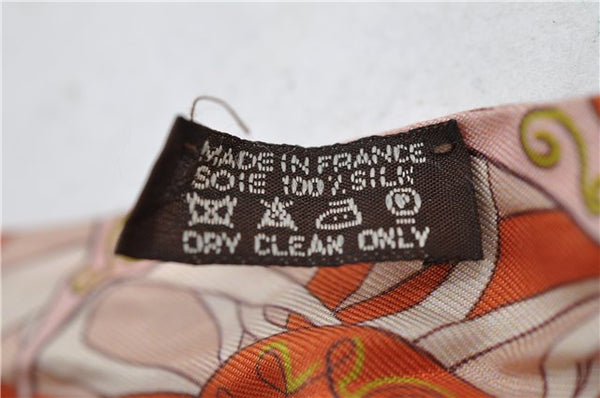 MADE IN FRANCE
SOIE 100% SILK
DRY CLEAN ONLY